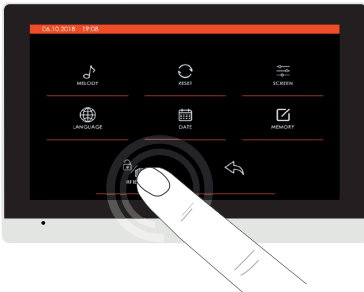 06.10.2018 19:08
MELODY RESET SCREEN
LANGUAGE DATE MEMORY